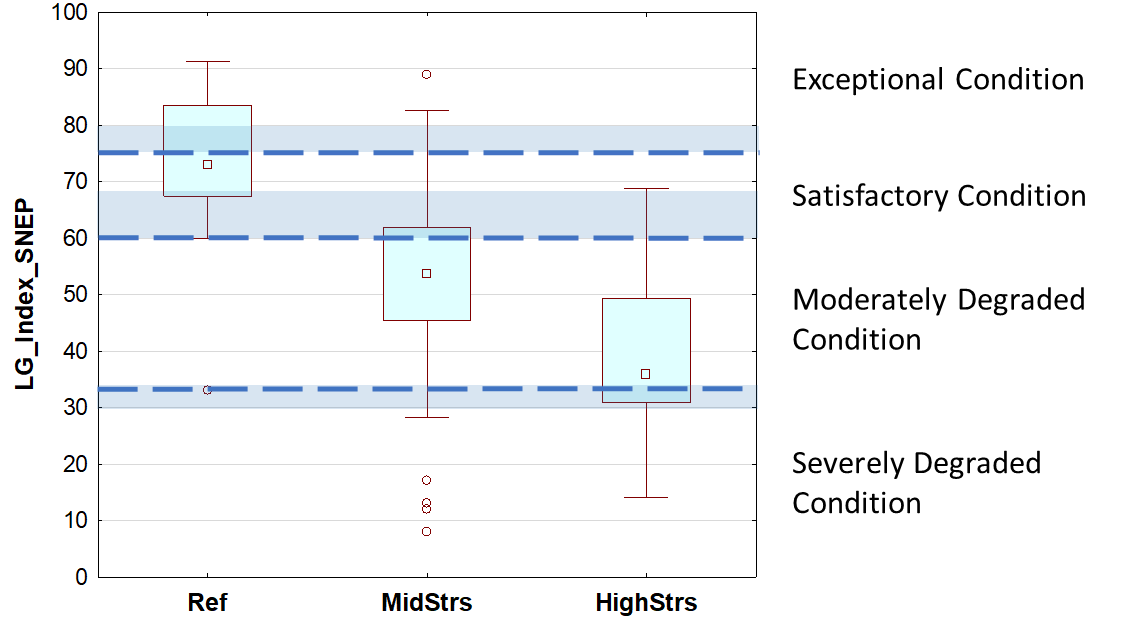 100
90
80
70
60
50
40
30
20
10
0
LG_Index_SNEP
Ref
MidStrs
HighStrs
Exceptional Condition
Satisfactory Condition
Moderately Degraded
Condition
Severely Degraded
Condition